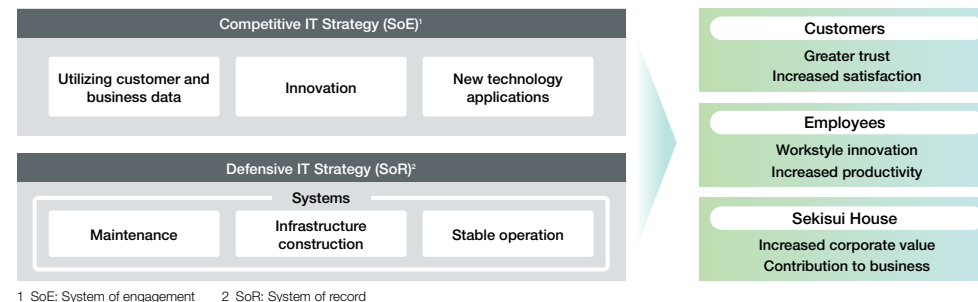 Competitive IT Strategy (SoE)1
Utilizing customer and
business data
Innovation
New technology
applications
Defensive IT Strategy (SoR)2
Systems
Maintenance
Infrastructure
construction
Stable operation
Customers
Greater trust
Increased satisfaction
Employees
Workstyle innovation
Increased productivity
Sekisui House
Increased corporate value
Contribution to business
1 SoE: System of engagement 2 SoR: System of record